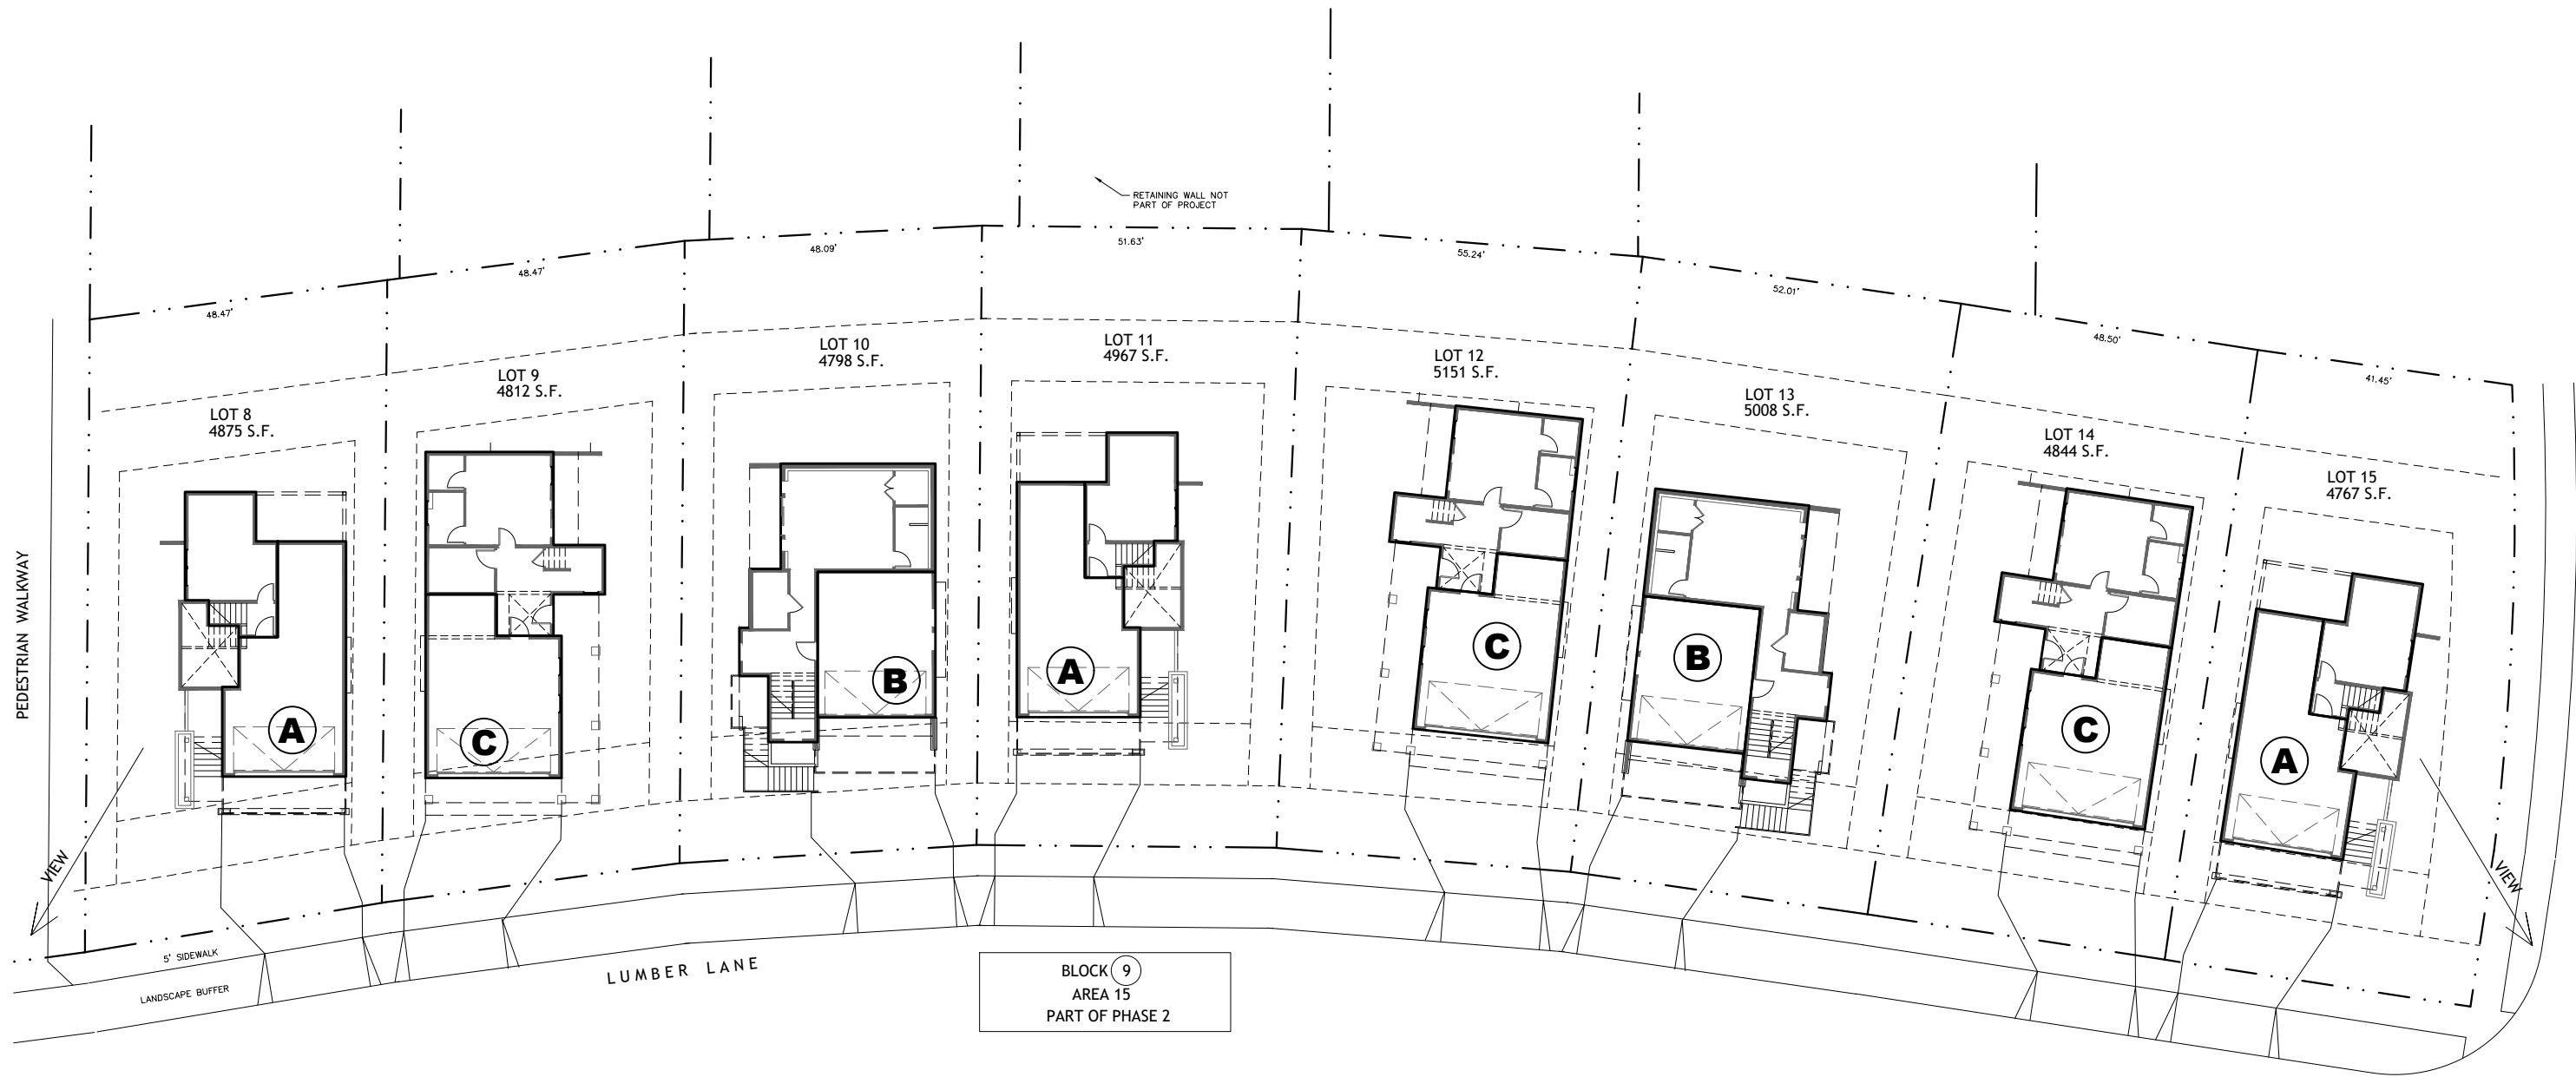 RETAINING WALL NOT
PART OF PROJECT
48.47'
48.47'
48.09'
51.63'
55.24'
52.01'
48.50'
41.45'
LOT 8
4875 S.F.
LOT 9
4812 S.F.
LOT 10
4798 S.F.
LOT 11
4967 S.F.
LOT 12
5151 S.F.
LOT 13
5008 S.F.
LOT 14
4844 S.F.
LOT 15
4767 S.F.
PEDESTRIAN WALKWAY
A
C
B
A
C
B
C
A
VIEW
VIEW
5' SIDEWALK
LANDSCAPE BUFFER
LUMBER LANE
BLOCK 9
AREA 15
PART OF PHASE 2